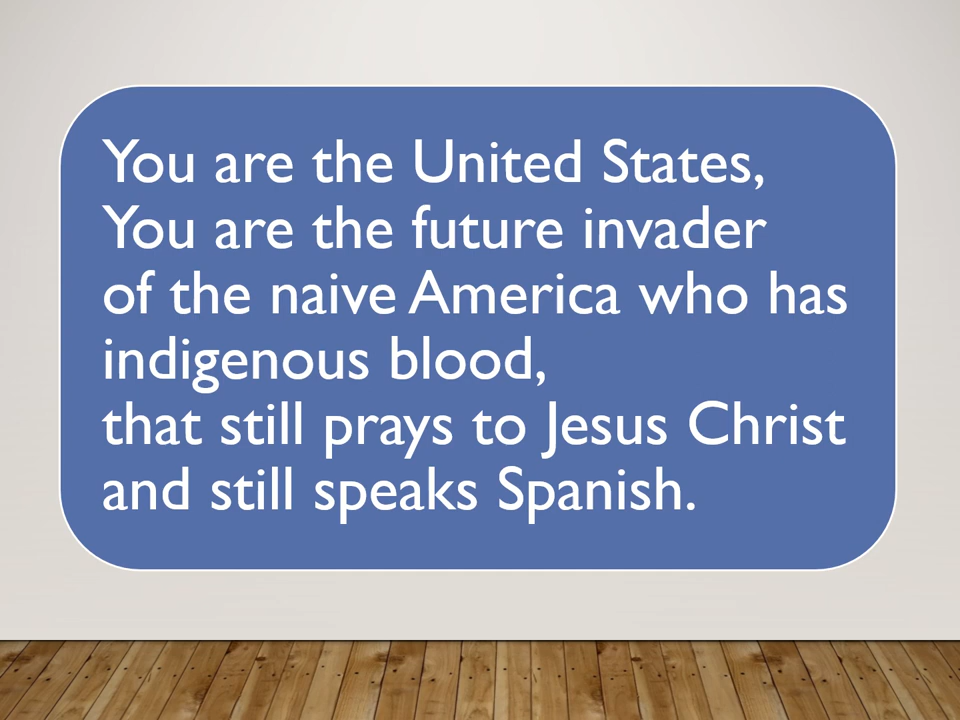 You are the United States,
You are the future invader
of the naive America who has
indigenous blood,
that still prays to Jesus Christ
and still speaks Spanish.